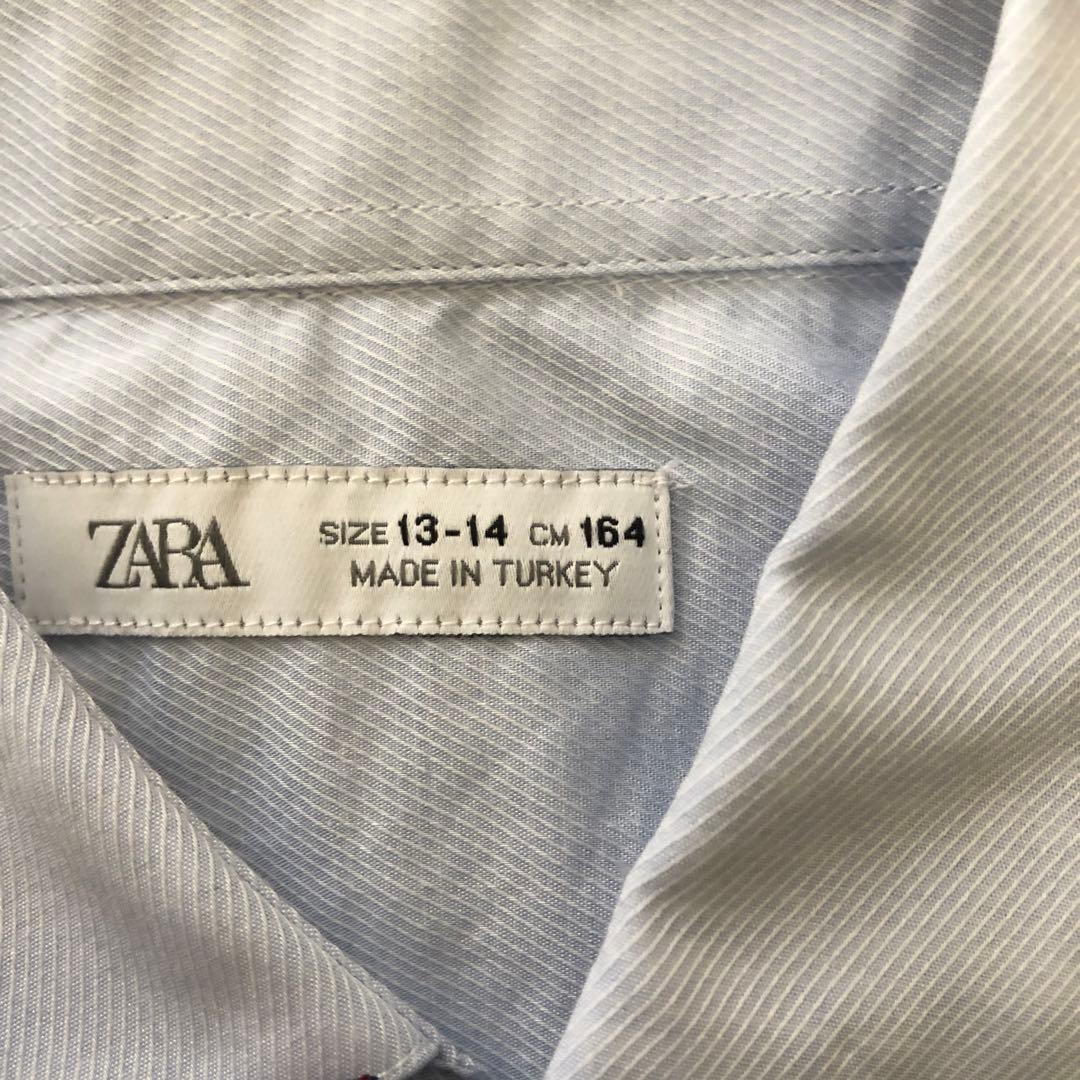 ZARA
SIZE 13-14 CM 164
MADE IN TURKEY